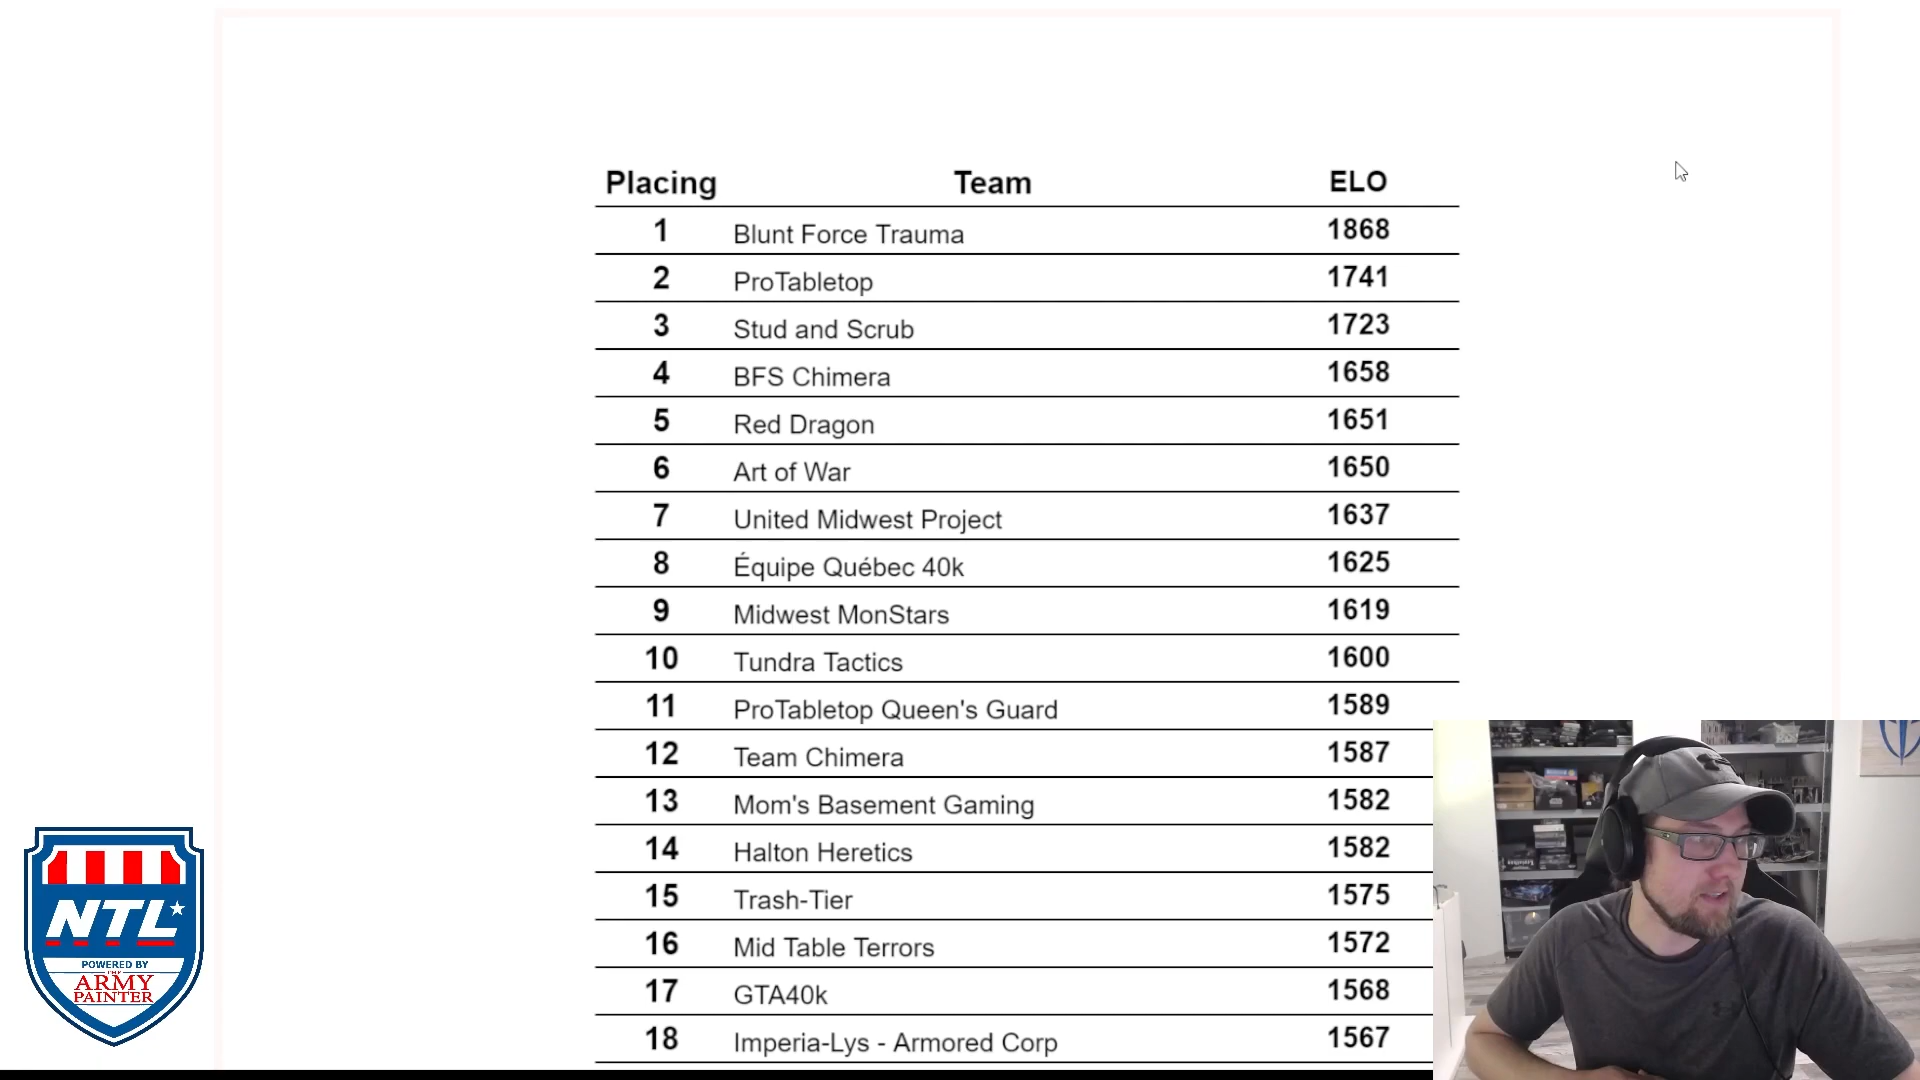 Placing Team ELO
1 Blunt Force Trauma 1868
2 ProTabletop 1741
3 Stud and Scrub 1723
4 BFS Chimera 1658
5 Red Dragon 1651
6 Art of War 1650
7 United Midwest Project 1637
8 Équipe Québec 40k 1625
9 Midwest MonStars 1619
10 Tundra Tactics 1600
11 ProTabletop Queen's Guard 1589
12 Team Chimera 1587
13 Mom's Basement Gaming 1582
14 Halton Heretics 1582
15 Trash-Tier 1575
16 Mid Table Terrors 1572
17 GTA40k 1568
18 Imperia-Lys - Armored Corp 1567
NTL
POWERED BY
THE
ARMY
PAINTER